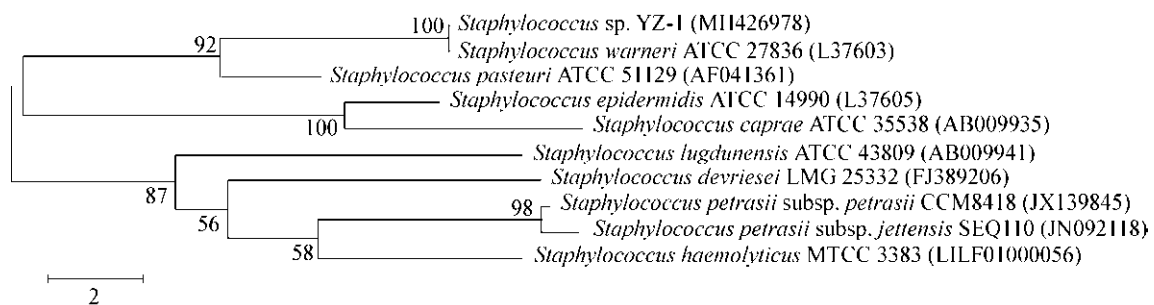 100 Staphylococcus sp. YZ-1 (MH426978)
92 Staphylococcus warneri ATCC 27836 (L37603)
Staphylococcus pasteuri ATCC 51129 (AF041361)
Staphylococcus epidermidis ATCC 14990 (L37605)
100 Staphylococcus caprae ATCC 35538 (AB009935)
Staphylococcus lugdunensis ATCC 43809 (AB009941)
87 Staphylococcus devriesei LMG 25332 (FJ389206)
98 Staphylococcus petrasii subsp. petrasii CCM8418 (JX139845)
56 Staphylococcus petrasii subsp. jettensis SEQ110 (JN092118)
58 Staphylococcus haemolyticus MTCC 3383 (LILF01000056)
2